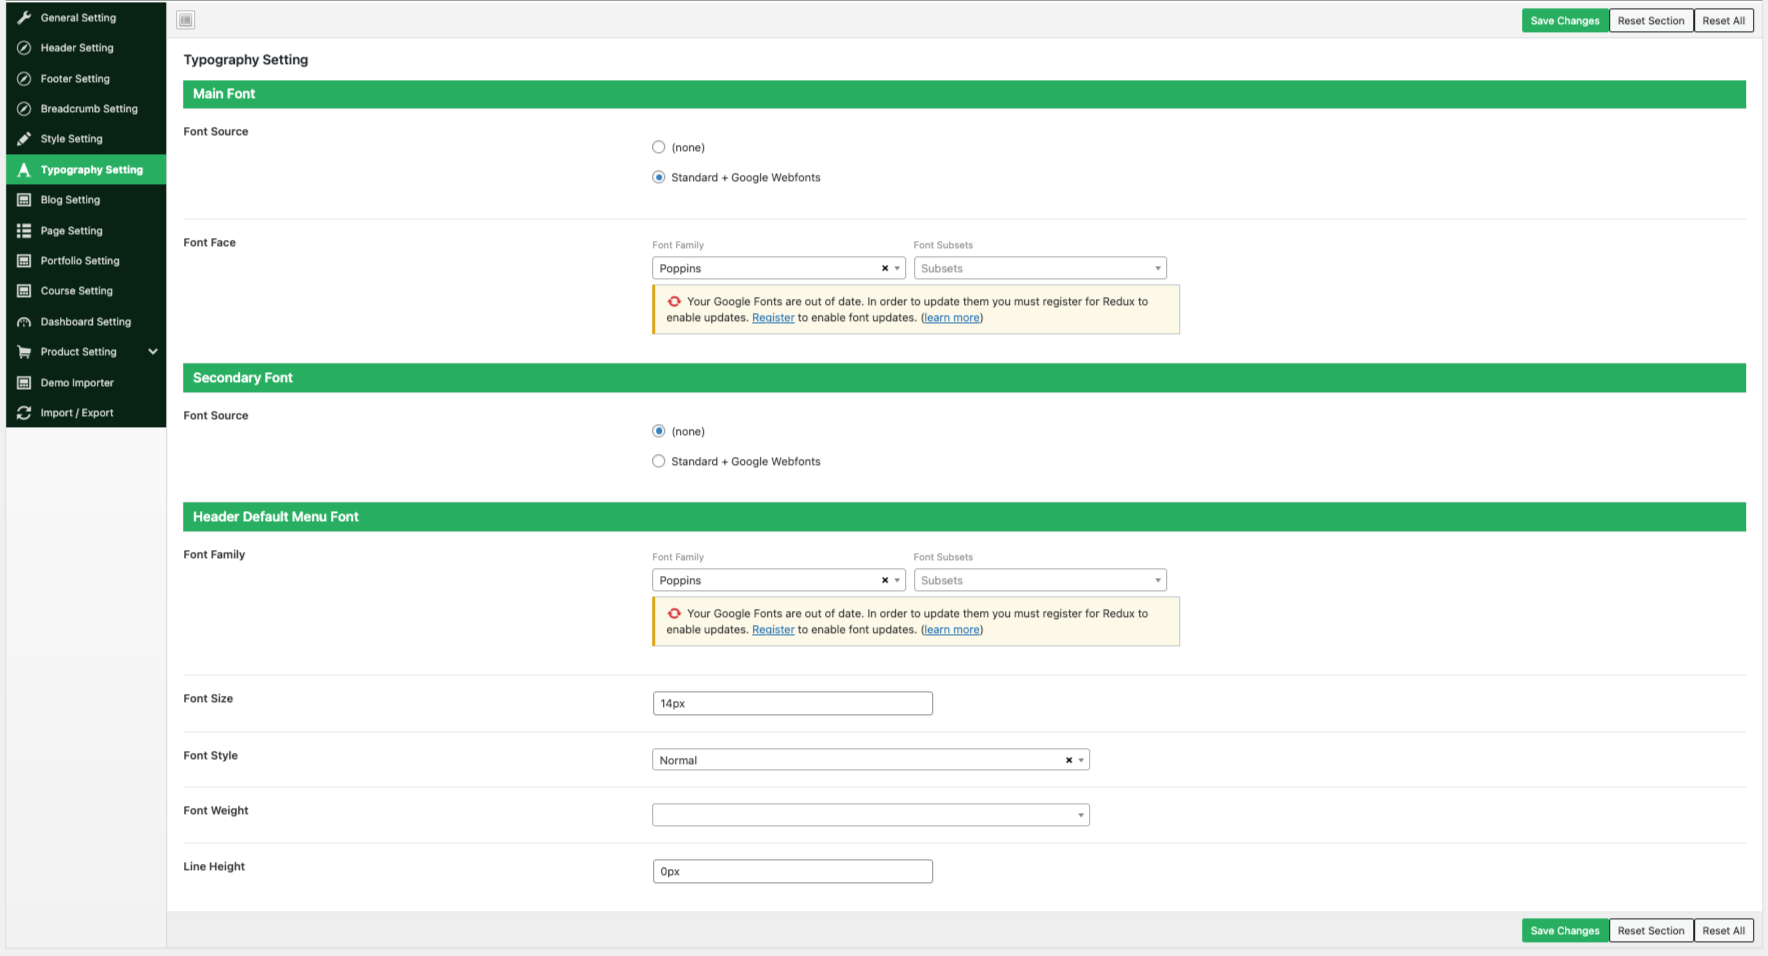 General Setting
Header Setting
Footer Setting
Breadcrumb Setting
Style Setting
Typography Setting
Blog Setting
Page Setting
Portfolio Setting
Course Setting
Dashboard Setting
Product Setting
Demo Importer
Import / Export
Save Changes Reset Section Reset All
Typography Setting
Main Font
Font Source
(none)
Standard + Google Webfonts
Font Face
Font Family Font Subsets
Poppins Subsets
Your Google Fonts are out of date. In order to update them you must register for Redux to
enable updates. Register to enable font updates. (learn more)
Secondary Font
Font Source
(none)
Standard + Google Webfonts
Header Default Menu Font
Font Family
Font Family Font Subsets
Poppins Subsets
Your Google Fonts are out of date. In order to update them you must register for Redux to
enable updates. Register to enable font updates. (learn more)
Font Size
14px
Font Style
Normal
Font Weight
Line Height
0px
Save Changes Reset Section Reset All